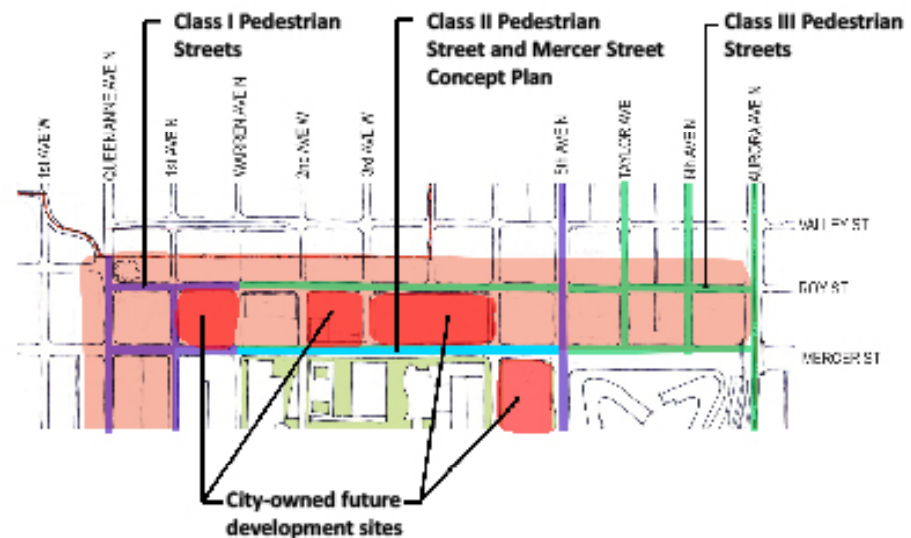 Class I Pedestrian
Streets
Class II Pedestrian
Street and Mercer Street
Concept Plan
Class III Pedestrian
Streets
1st AVE W
QUEEN ANNE AVE N
1st AVE N
WARREN AVE N
2nd AVE W
3rd AVE W
5th AVE N
TAYLOR AVE
6th AVE N
AURORA AVE N
VALLEY ST
ROY ST
MERCER ST
City-owned future
development sites